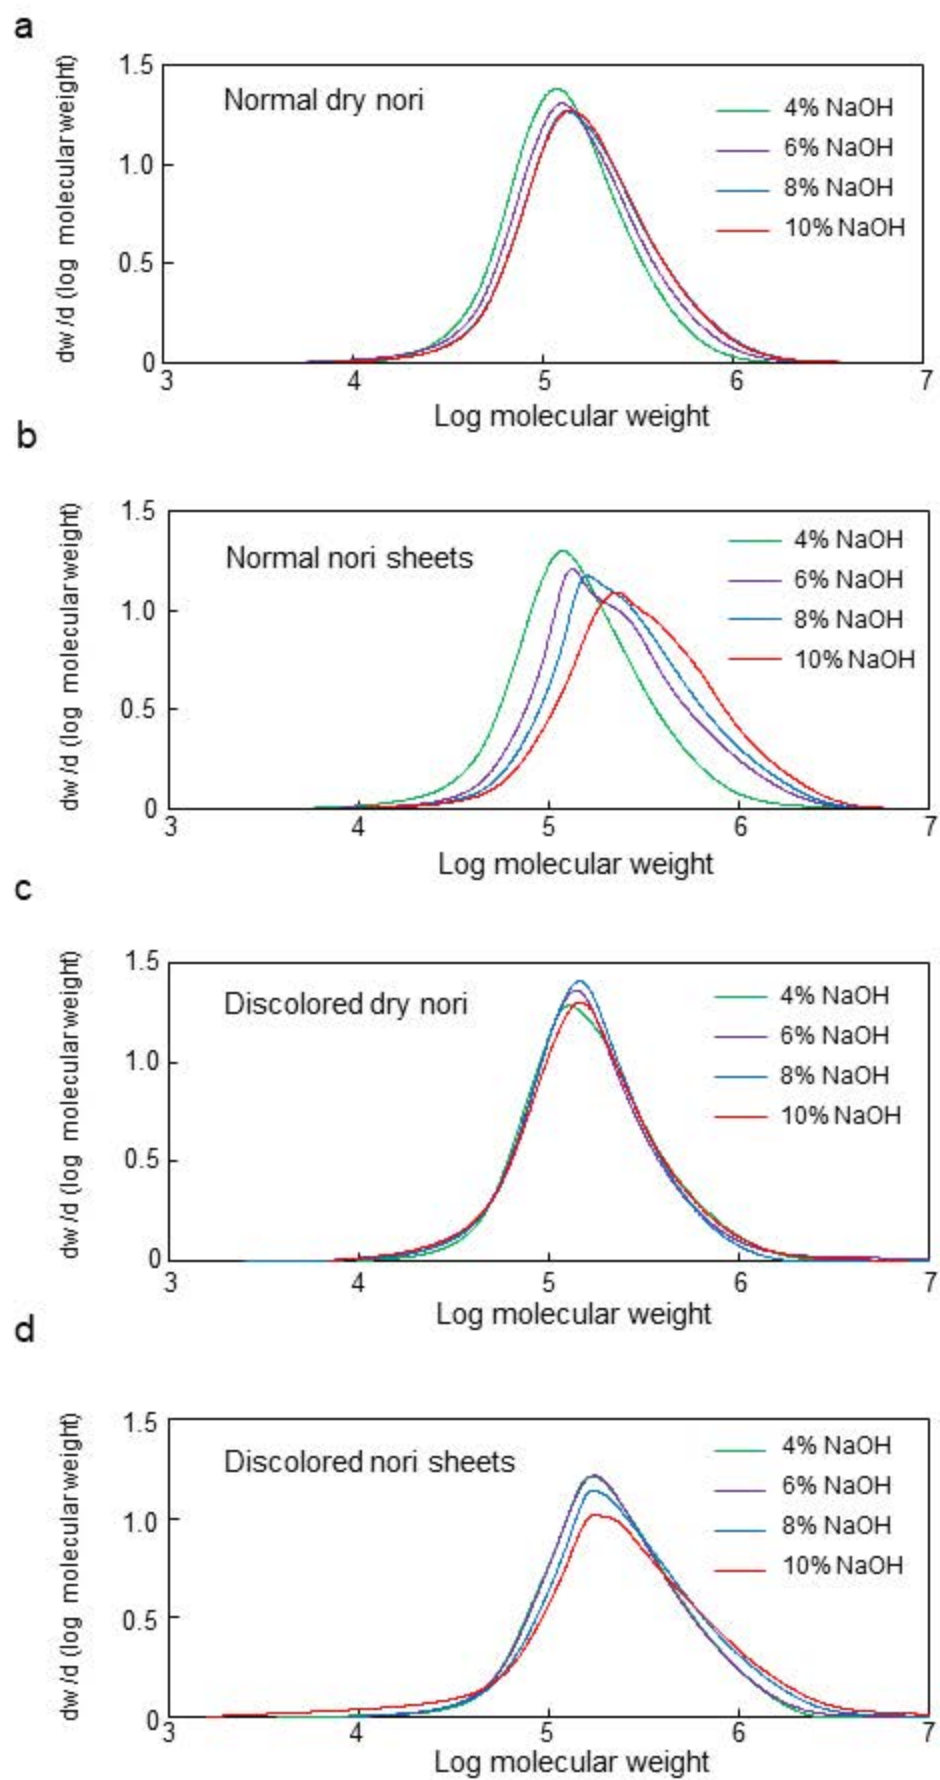 a
dw/d (log molecular weight)
1.5
1.0
0.5
0
Normal dry nori
4% NaOH
6% NaOH
8% NaOH
10% NaOH
3 4 5 6 7
Log molecular weight
b
dw/d (log molecular weight)
1.5
1.0
0.5
0
Normal nori sheets
4% NaOH
6% NaOH
8% NaOH
10% NaOH
3 4 5 6 7
Log molecular weight
c
dw/d (log molecular weight)
1.5
1.0
0.5
0
Discolored dry nori
4% NaOH
6% NaOH
8% NaOH
10% NaOH
3 4 5 6 7
Log molecular weight
d
dw/d (log molecular weight)
1.5
1.0
0.5
0
Discolored nori sheets
4% NaOH
6% NaOH
8% NaOH
10% NaOH
3 4 5 6 7
Log molecular weight